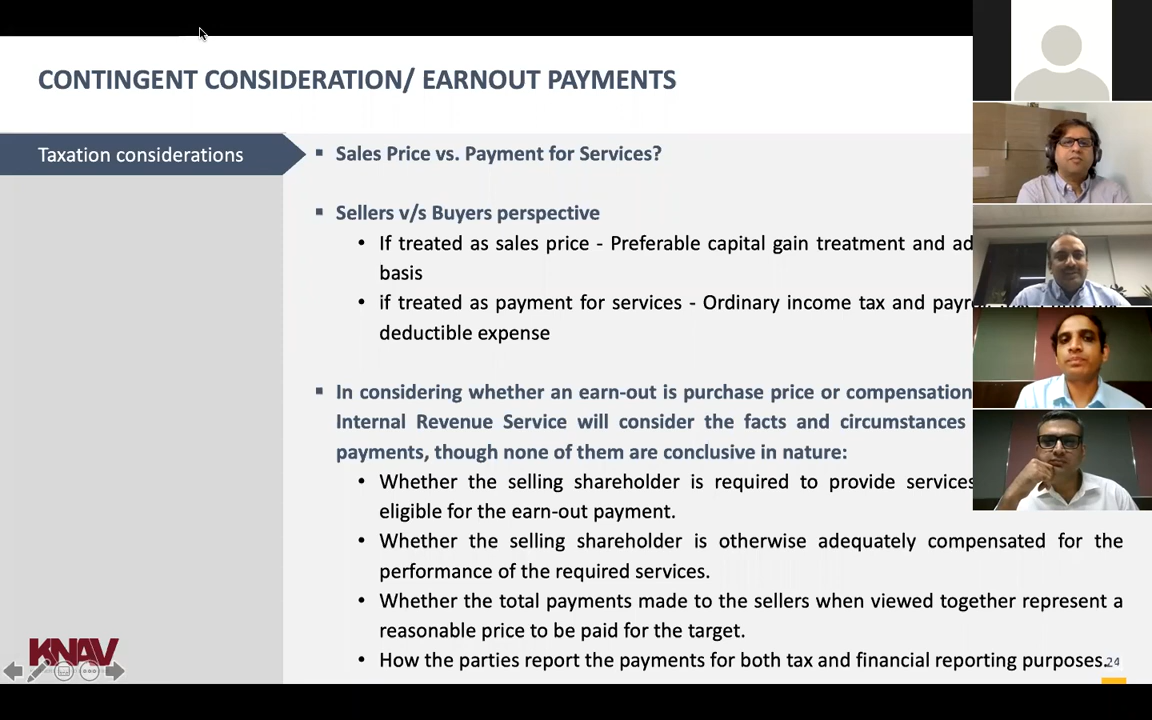 CONTINGENT CONSIDERATION/ EARNOUT PAYMENTS
Taxation considerations
Sales Price vs. Payment for Services?
Sellers v/s Buyers perspective
• If treated as sales price - Preferable capital gain treatment and ad
basis
• if treated as payment for services - Ordinary income tax and payro
deductible expense
In considering whether an earn-out is purchase price or compensation
Internal Revenue Service will consider the facts and circumstances
payments, though none of them are conclusive in nature:
• Whether the selling shareholder is required to provide services
eligible for the earn-out payment.
• Whether the selling shareholder is otherwise adequately compensated for the
performance of the required services.
• Whether the total payments made to the sellers when viewed together represent a
reasonable price to be paid for the target.
• How the parties report the payments for both tax and financial reporting purposes.
KNAV
24